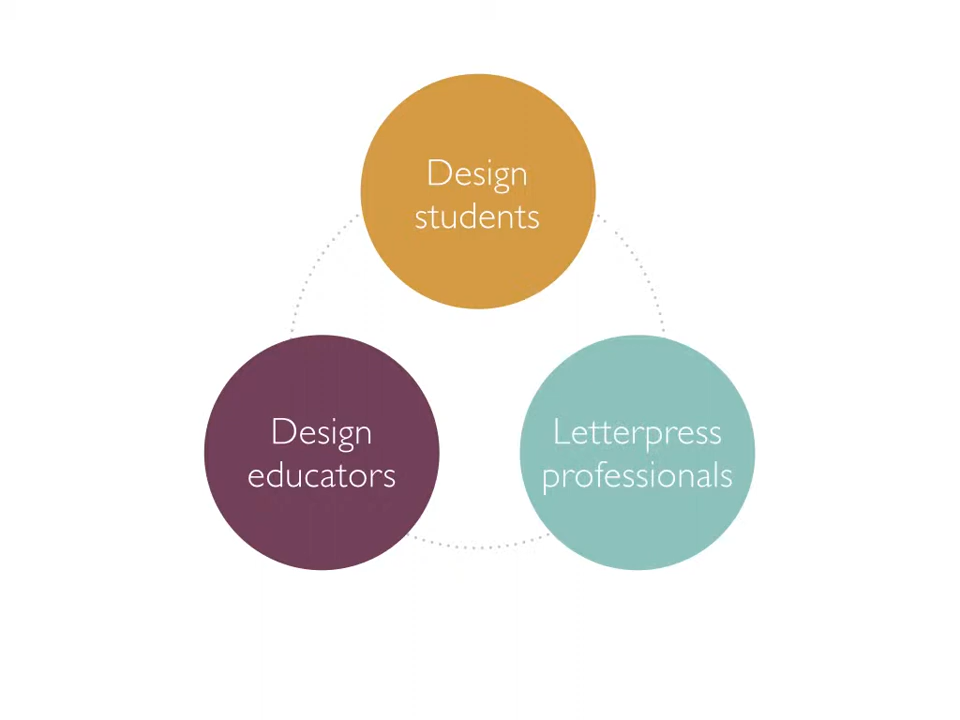 Design
students
Design
educators
Letterpress
professionals